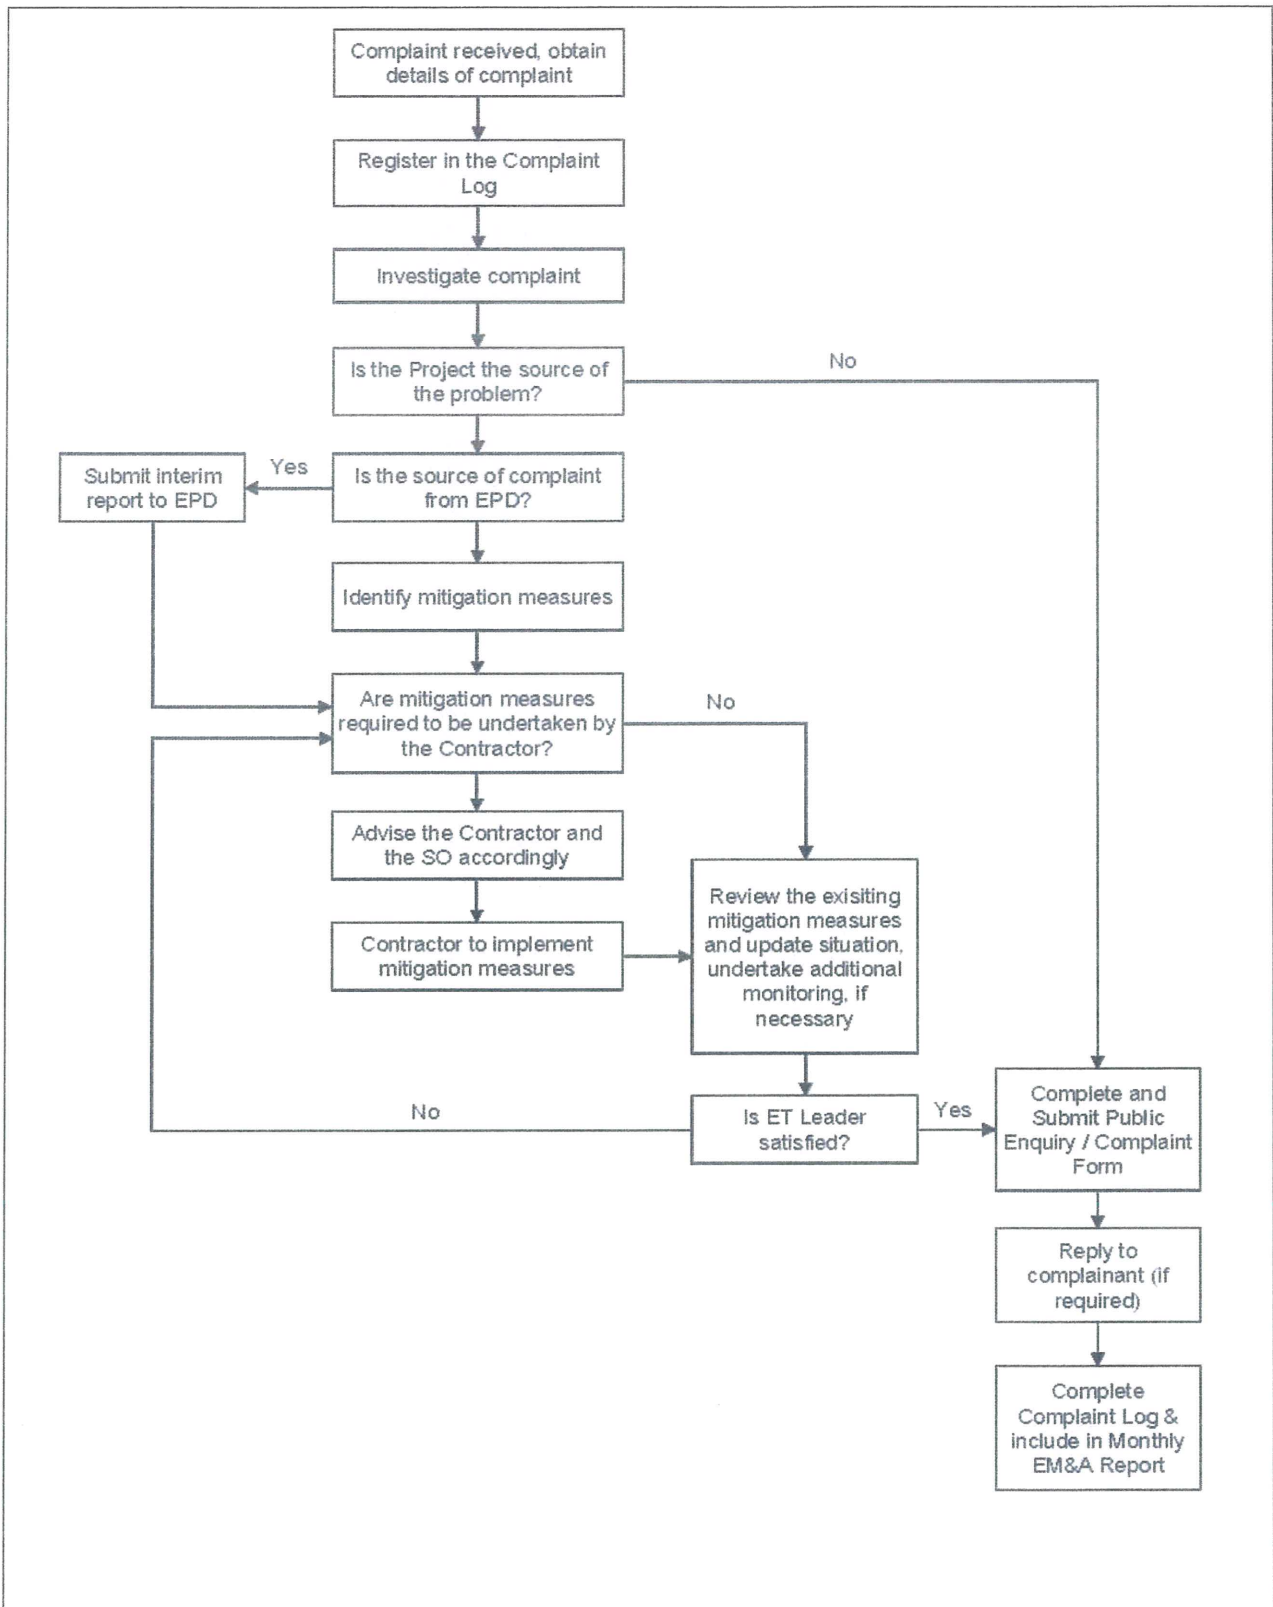 Complaint received, obtain
details of complaint
Register in the Complaint
Log
Investigate complaint
Is the Project the source of
the problem?
No
Submit interim
report to EPD
Yes
Is the source of complaint
from EPD?
Identify mitigation measures
Are mitigation measures
required to be undertaken by
the Contractor?
No
Advise the Contractor and
the SO accordingly
Contractor to implement
mitigation measures
Review the exisiting
mitigation measures
and update situation,
undertake additional
monitoring, if
necessary
No
Is ET Leader
satisfied?
Yes
Complete and
Submit Public
Enquiry / Complaint
Form
Reply to
complainant (if
required)
Complete
Complaint Log &
include in Monthly
EM&A Report